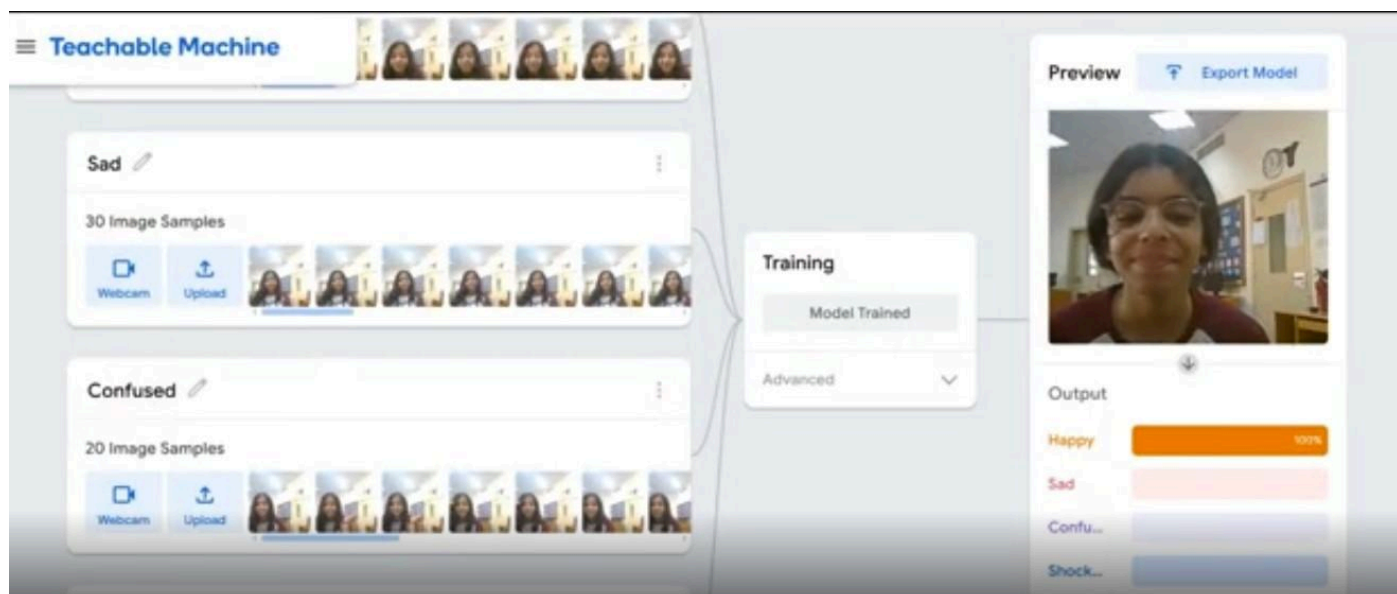 Teachable Machine
Sad
30 Image Samples
Webcam
Upload
Confused
20 Image Samples
Webcam
Upload
Training
Model Trained
Advanced
Preview
Export Model
Output
Happy
100%
Sad
Confu...
Shock...